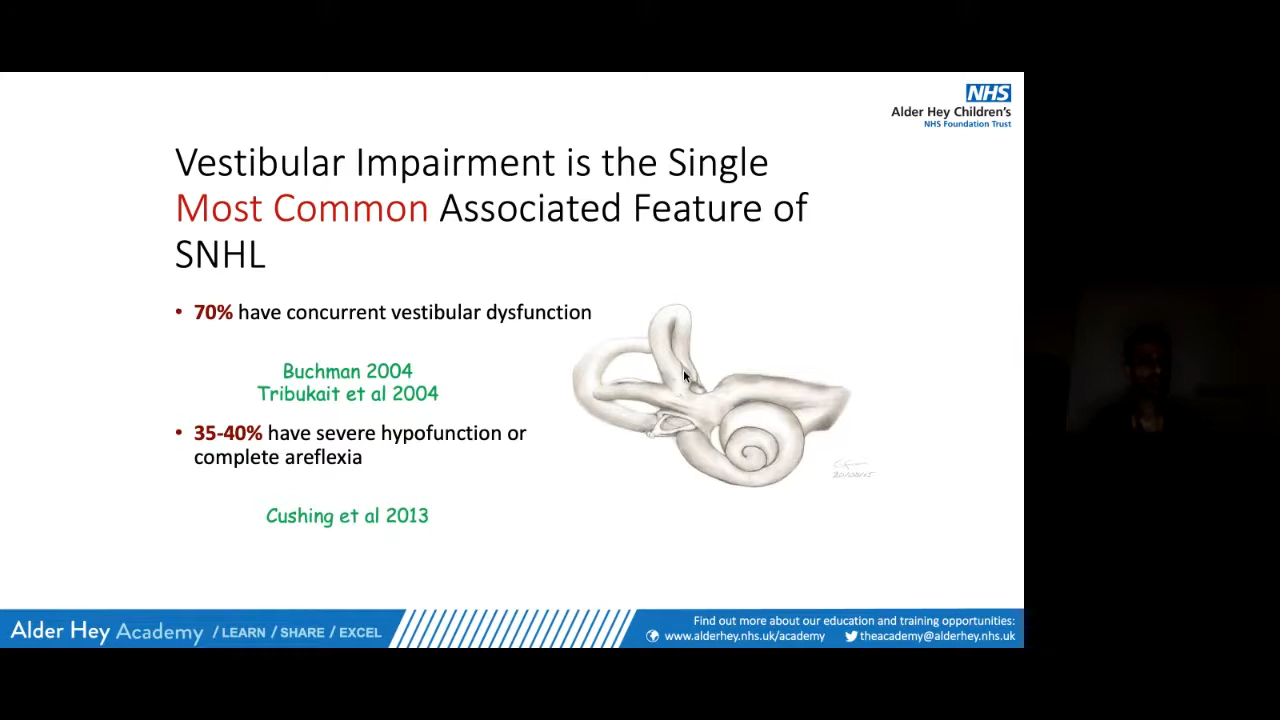 NHS
Alder Hey Children's
NHS Foundation Trust
Vestibular Impairment is the Single
Most Common Associated Feature of
SNHL
• 70% have concurrent vestibular dysfunction
Buchman 2004
Tribukait et al 2004
• 35-40% have severe hypofunction or
complete areflexia
Cushing et al 2013
Alder Hey Academy / LEARN / SHARE / EXCEL
Find out more about our education and training opportunities:
www.alderhey.nhs.uk/academy theacademy@alderhey.nhs.uk